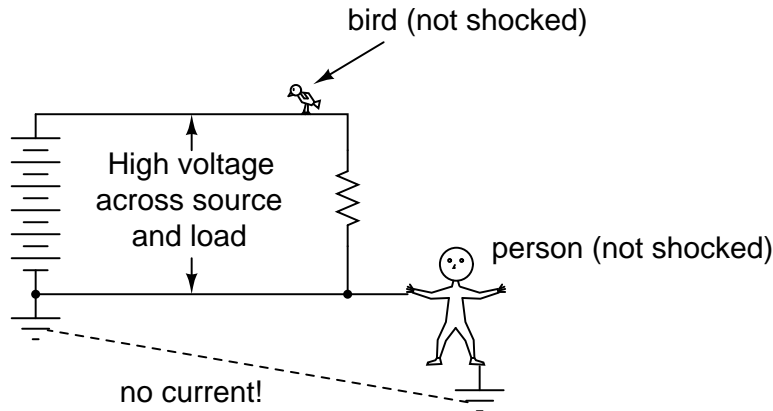 bird (not shocked)
High voltage
across source
and load
person (not shocked)
no current!